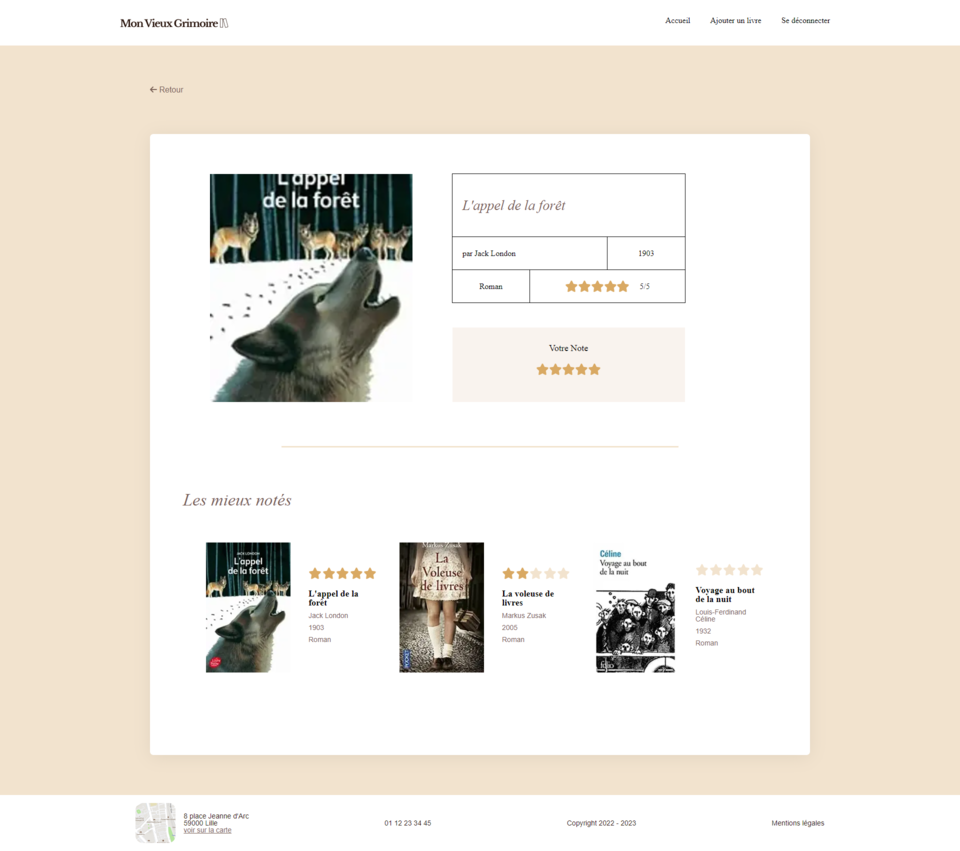 Mon Vieux Grimoire
Accueil
Ajouter un livre
Se déconnecter
Retour
L'appel
de la forêt
L'appel de la forêt
par Jack London
1903
Roman
5/5
Votre Note
Les mieux notés
JACK LONDON
L'appel
de la forêt
L'appel de la
forêt
Jack London
1903
Roman
Markus Zusak
La
Voleuse
de livres
La voleuse de
livres
Markus Zusak
2005
Roman
Céline
Voyage au bout
de la nuit
folio
Voyage au bout
de la nuit
Louis-Ferdinand
Céline
1932
Roman
8 place Jeanne d'Arc
59000 Lille
voir sur la carte
01 12 23 34 45
Copyright 2022 - 2023
Mentions légales